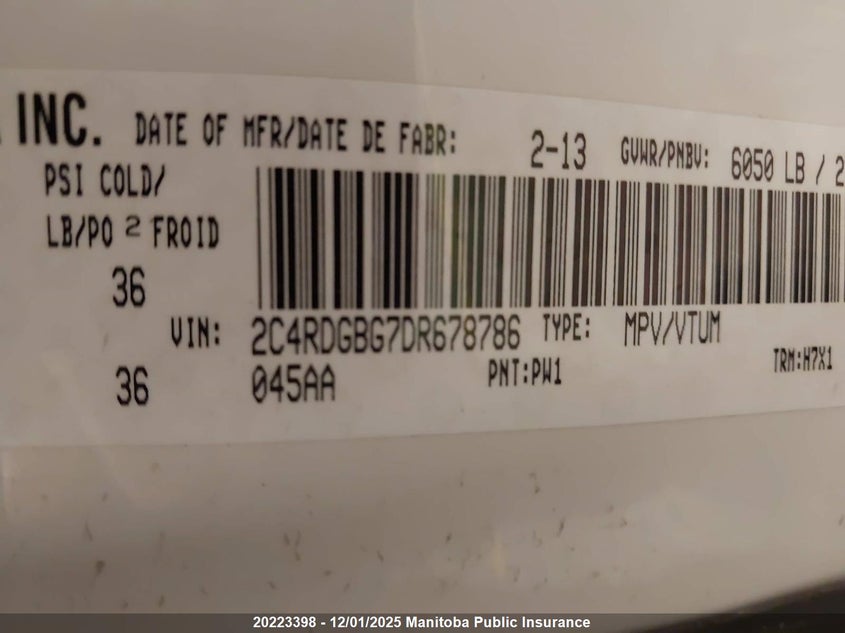 INC. DATE OF MFR/DATE DE FABR: 2-13 GVWR/PNBV: 6050 LB / 2
PSI COLD/
LB/PO 2 FROID
36
VIN: 2C4RDGBG7DR678786 TYPE: MPV/VTUM
36 045AA PNT:PW1 TRM:H7X1
20223398 - 12/01/2025 Manitoba Public Insurance